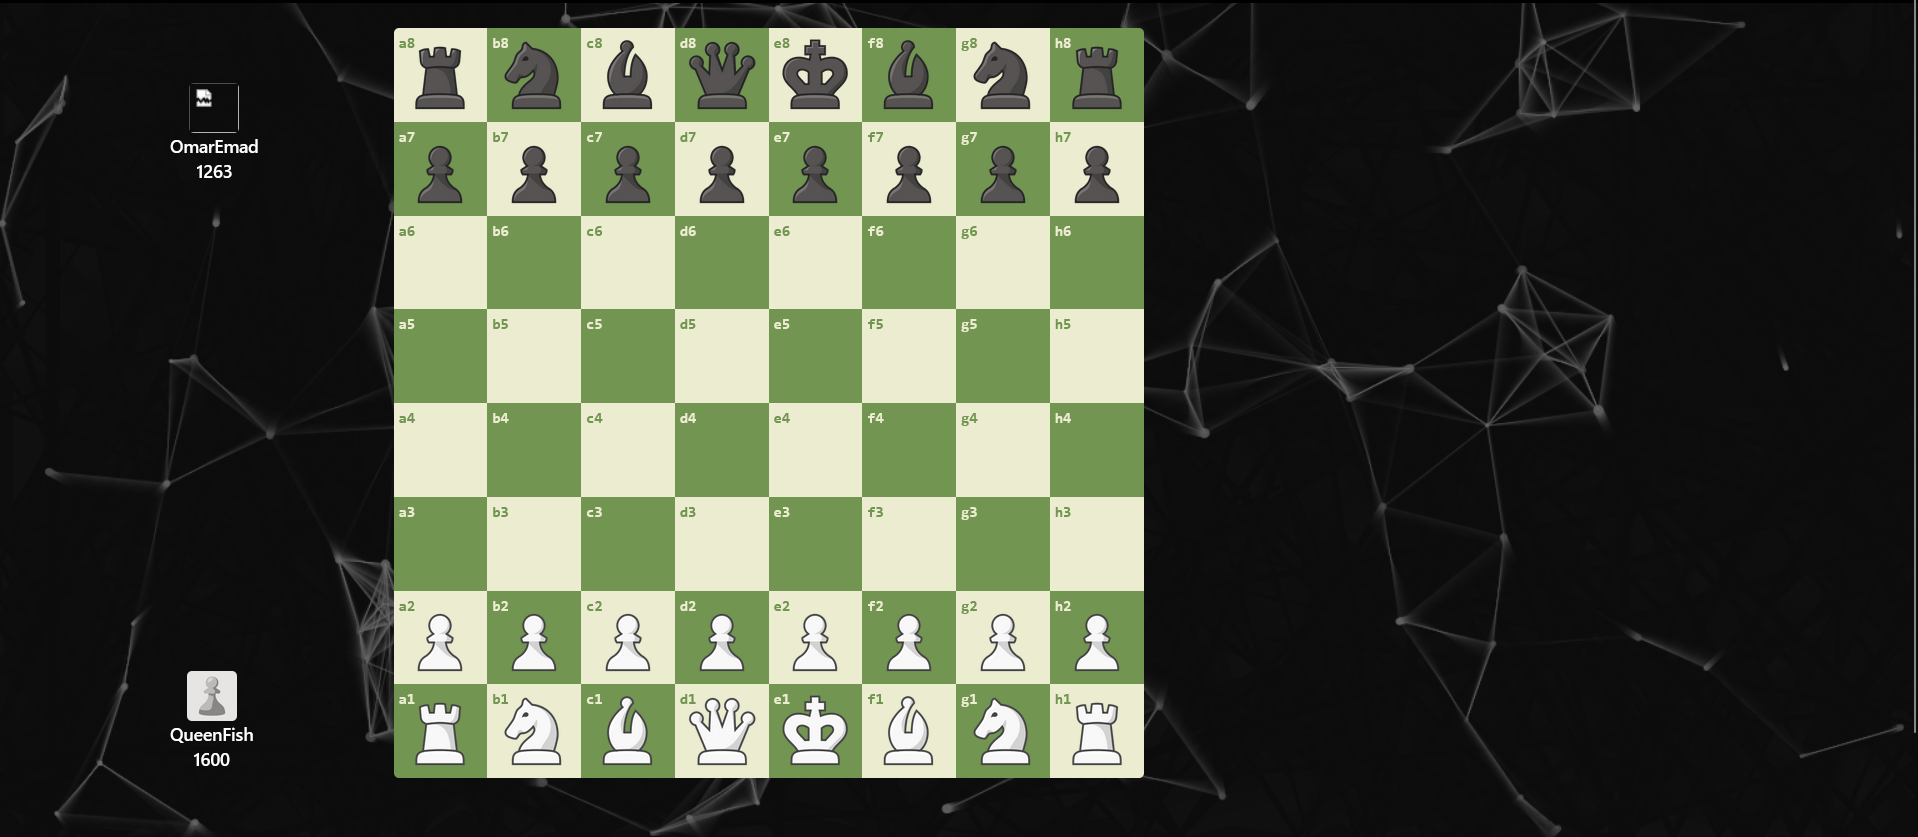 a8 b8 c8 d8 e8 f8 g8 h8
a7 b7 c7 d7 e7 f7 g7 h7
OmarEmad
1263
a6 b6 c6 d6 e6 f6 g6 h6
a5 b5 c5 d5 e5 f5 g5 h5
a4 b4 c4 d4 e4 f4 g4 h4
a3 b3 c3 d3 e3 f3 g3 h3
a2 b2 c2 d2 e2 f2 g2 h2
a1 b1 c1 d1 e1 f1 g1 h1
QueenFish
1600